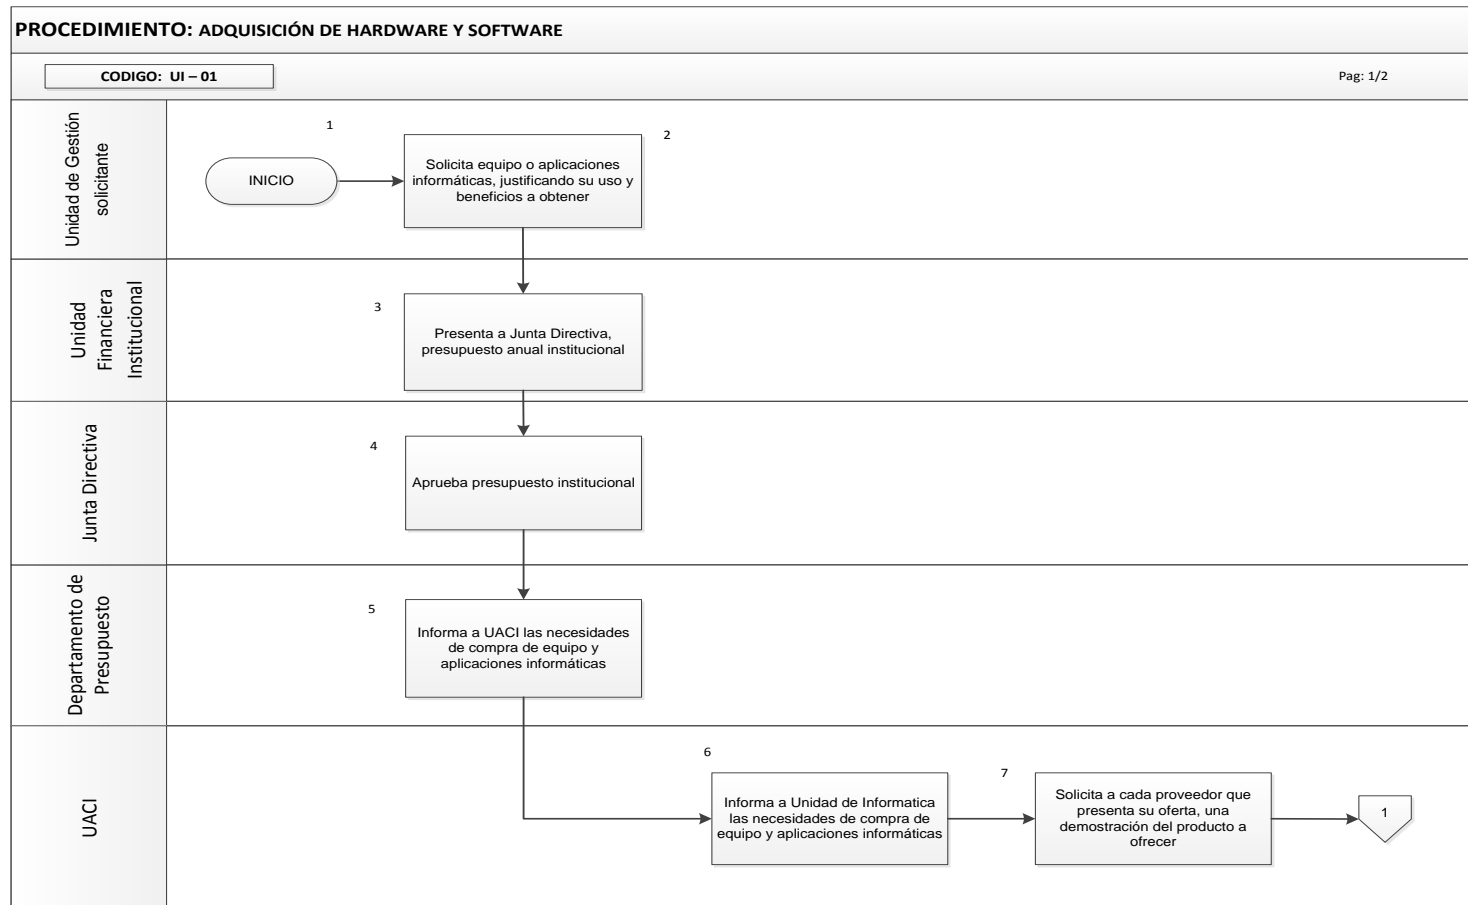 PROCEDIMIENTO: ADQUISICIÓN DE HARDWARE Y SOFTWARE
CODIGO: UI – 01
Pag: 1/2
Unidad de Gestión
solicitante
1
INICIO
2
Solicita equipo o aplicaciones
informáticas, justificando su uso y
beneficios a obtener
Unidad
Financiera
Institucional
3
Presenta a Junta Directiva,
presupuesto anual institucional
Junta Directiva
4
Aprueba presupuesto institucional
Departamento de
Presupuesto
5
Informa a UACI las necesidades
de compra de equipo y
aplicaciones informáticas
UACI
6
Informa a Unidad de Informatica
las necesidades de compra de
equipo y aplicaciones informáticas
7
Solicita a cada proveedor que
presenta su oferta, una
demostración del producto a
ofrecer
1